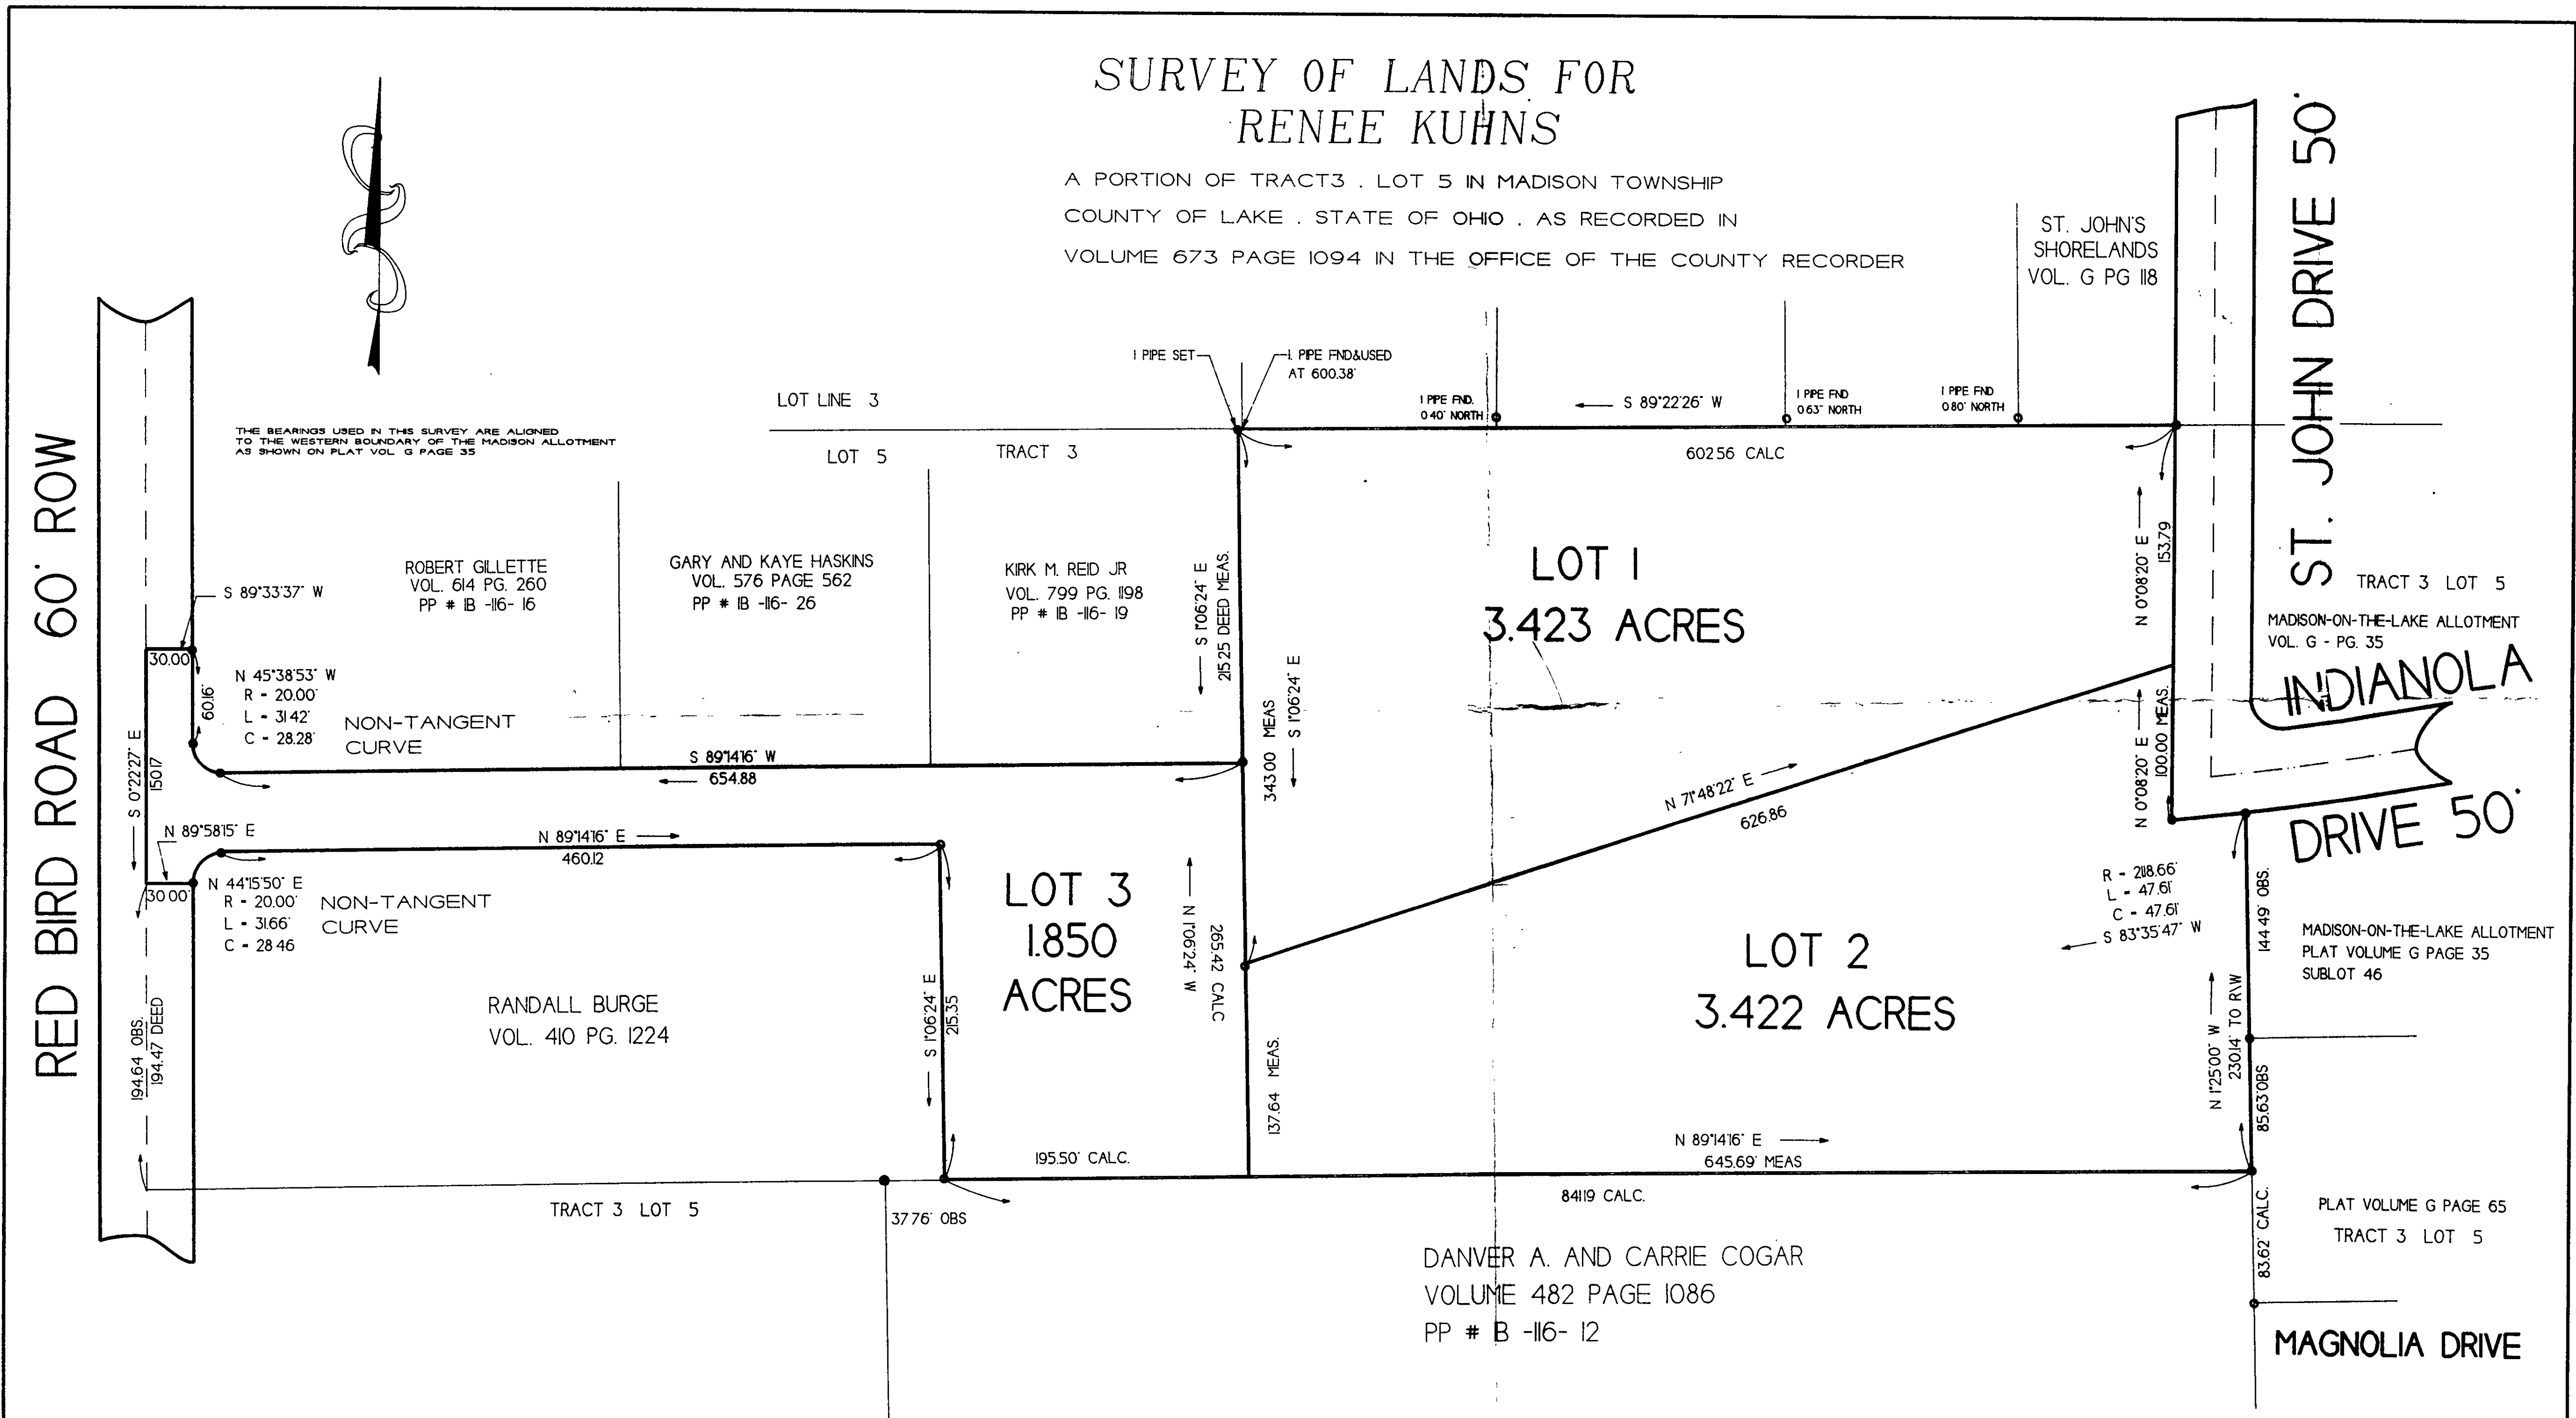 SURVEY OF LANDS FOR
RENEE KUHNS
A PORTION OF TRACT3 . LOT 5 IN MADISON TOWNSHIP
COUNTY OF LAKE . STATE OF OHIO . AS RECORDED IN
VOLUME 673 PAGE 1094 IN THE OFFICE OF THE COUNTY RECORDER
ST. JOHN'S
SHORELANDS
VOL. G PG 118
ST. JOHN DRIVE 50'
I PIPE SET
I. PIPE FND&USED
AT 600.38'
LOT LINE 3
LOT 5
TRACT 3
I PIPE FND.
0.40' NORTH
S 89°22'26" W
I PIPE FND
0.63' NORTH
I PIPE FND
0.80' NORTH
602.56 CALC
THE BEARINGS USED IN THIS SURVEY ARE ALIGNED
TO THE WESTERN BOUNDARY OF THE MADISON ALLOTMENT
AS SHOWN ON PLAT VOL G PAGE 35
RED BIRD ROAD 60' ROW
S 89°33'37" W
ROBERT GILLETTE
VOL. 614 PG. 260
PP # 1B -116- 16
GARY AND KAYE HASKINS
VOL. 576 PAGE 562
PP # 1B -116- 26
KIRK M. REID JR
VOL. 799 PG. 1198
PP # 1B -116- 19
S 1°06'24" E
215.25 DEED MEAS.
LOT 1
3.423 ACRES
N 0°08'20" E
153.79
TRACT 3 LOT 5
MADISON-ON-THE-LAKE ALLOTMENT
VOL. G - PG. 35
INDIANOLA
DRIVE 50'
30.00'
60.16'
N 45°38'53" W
R = 20.00'
L = 31.42'
C = 28.28'
NON-TANGENT
CURVE
S 0°22'27" E
150.17
S 89°14'16" W
654.88
343.00 MEAS
S 1°06'24" E
N 71°48'22" E
626.86
N 0°08'20" E
100.00 MEAS.
N 89°58'15" E
30.00'
N 44°15'50" E
R = 20.00'
L = 31.66'
C = 28.46
NON-TANGENT
CURVE
N 89°14'16" E
460.12
LOT 3
1.850
ACRES
N 1°06'24" W
265.42 CALC
R = 2118.66'
L = 47.61'
C = 47.61
S 83°35'47" W
144.49' OBS.
LOT 2
3.422 ACRES
MADISON-ON-THE-LAKE ALLOTMENT
PLAT VOLUME G PAGE 35
SUBLOT 46
RANDALL BURGE
VOL. 410 PG. 1224
194.64 OBS.
194.47 DEED
S 1°06'24" E
215.35
137.64 MEAS.
N 1°25'00" W
230.14' TO R\W
85.63'OBS
195.50' CALC.
N 89°14'16" E
645.69' MEAS
841.19 CALC.
TRACT 3 LOT 5
37.76' OBS
83.62' CALC.
PLAT VOLUME G PAGE 65
TRACT 3 LOT 5
DANVER A. AND CARRIE COGAR
VOLUME 482 PAGE 1086
PP # 1B -116- 12
MAGNOLIA DRIVE